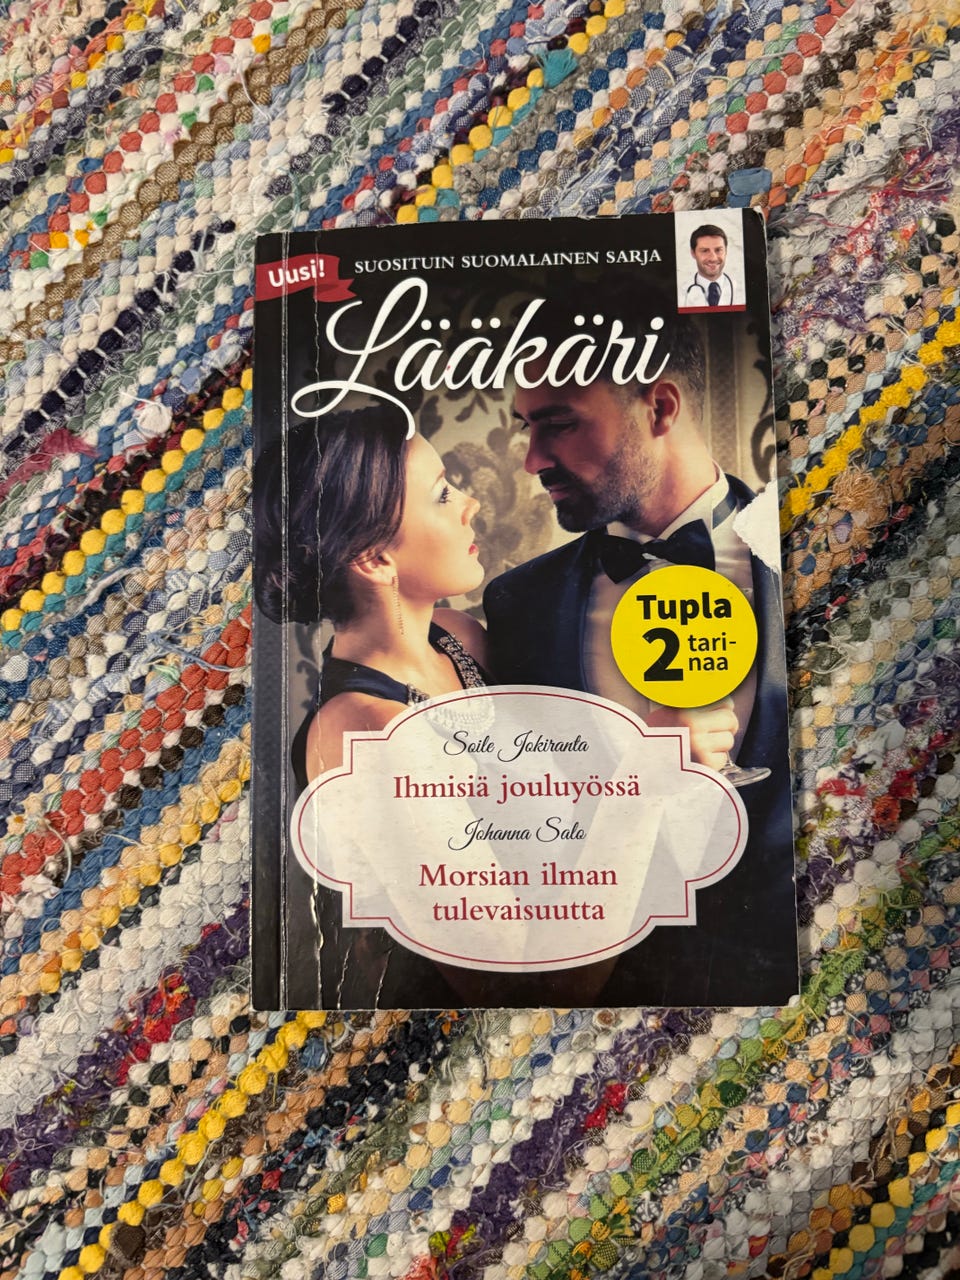 Uusi!
SUOSITUIN SUOMALAINEN SARJA
Lääkäri
Tupla
2 tari-
naa
Soile Jokiranta
Ihmisiä jouluyössä
Johanna Salo
Morsian ilman
tulevaisuutta